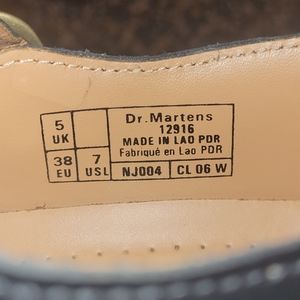 5 UK
38 EU
7 USL
Dr.Martens
12916
MADE IN LAO PDR
Fabriqué en Lao PDR
NJ004
CL 06 W